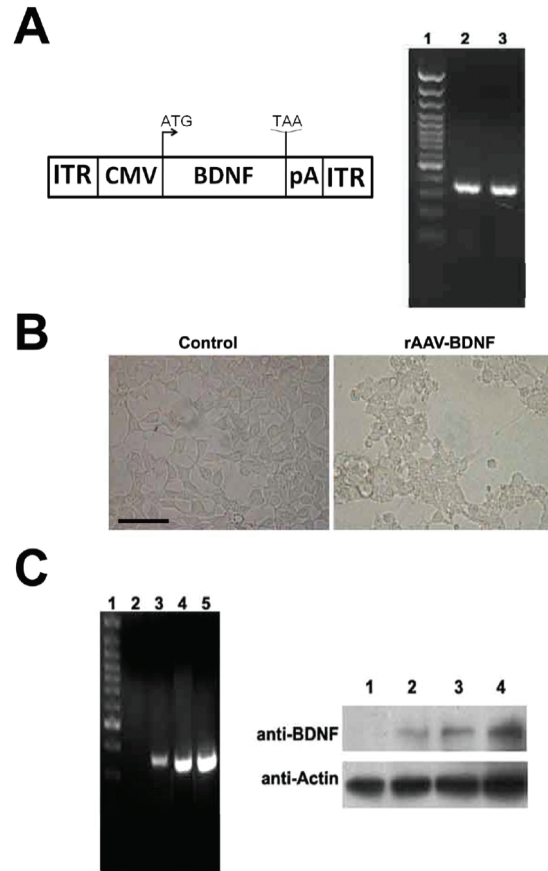 A
1 2 3
ATG TAA
ITR CMV BDNF pA ITR
B
Control rAAV-BDNF
C
1 2 3 4 5
1 2 3 4
anti-BDNF
anti-Actin